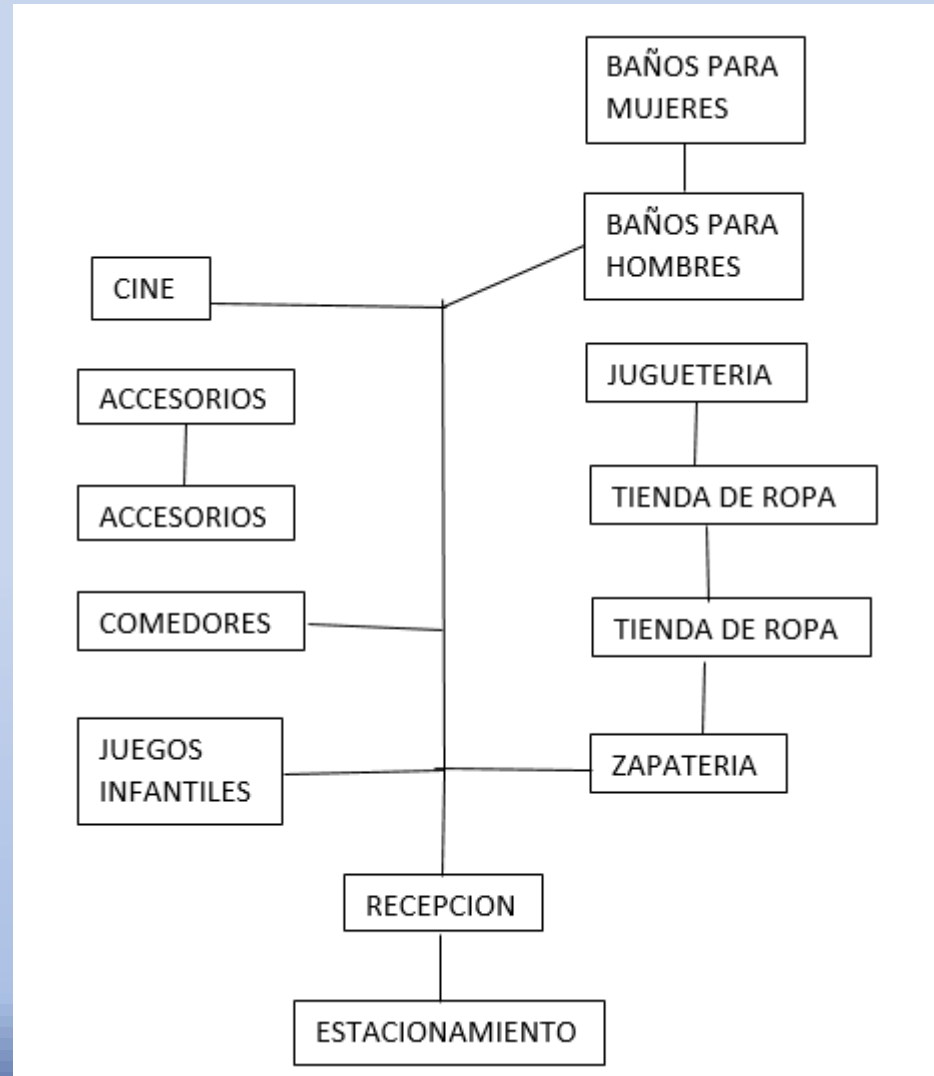 BAÑOS PARA
MUJERES
BAÑOS PARA
HOMBRES
CINE
JUGUETERIA
ACCESORIOS
TIENDA DE ROPA
ACCESORIOS
COMEDORES
TIENDA DE ROPA
JUEGOS
INFANTILES
ZAPATERIA
RECEPCION
ESTACIONAMIENTO